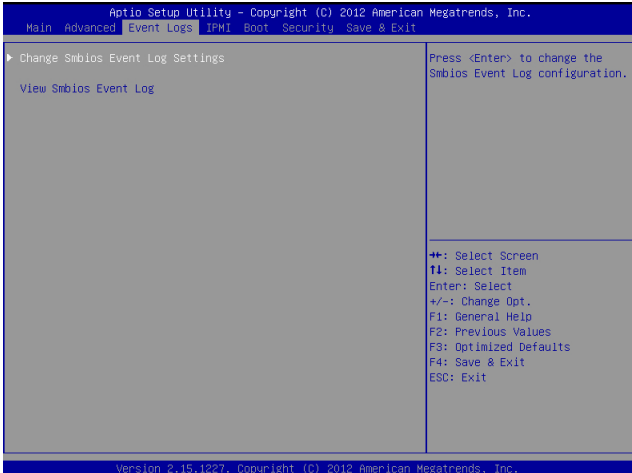 Aptio Setup Utility – Copyright (C) 2012 American Megatrends, Inc.
Main Advanced Event Logs IPMI Boot Security Save & Exit
▶ Change Smbios Event Log Settings
View Smbios Event Log
Press <Enter> to change the
Smbios Event Log configuration.
→←: Select Screen
↑↓: Select Item
Enter: Select
+/-: Change Opt.
F1: General Help
F2: Previous Values
F3: Optimized Defaults
F4: Save & Exit
ESC: Exit
Version 2.15.1227. Copyright (C) 2012 American Megatrends, Inc.